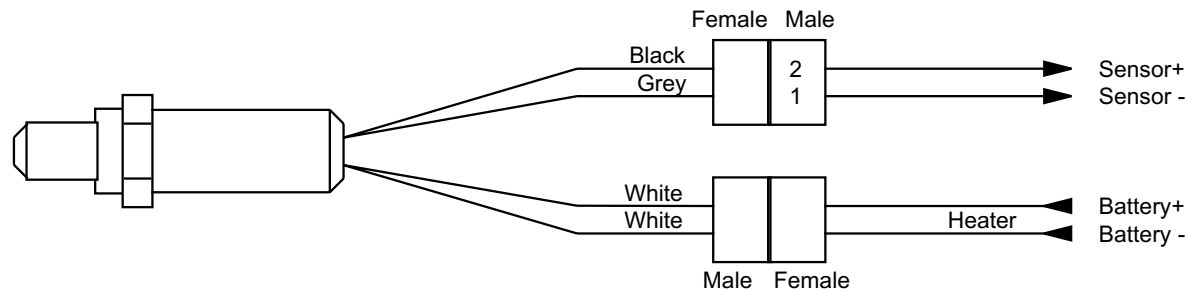 Female Male
Black 2 Sensor+
Grey 1 Sensor -
White Battery+
White Heater Battery -
Male Female